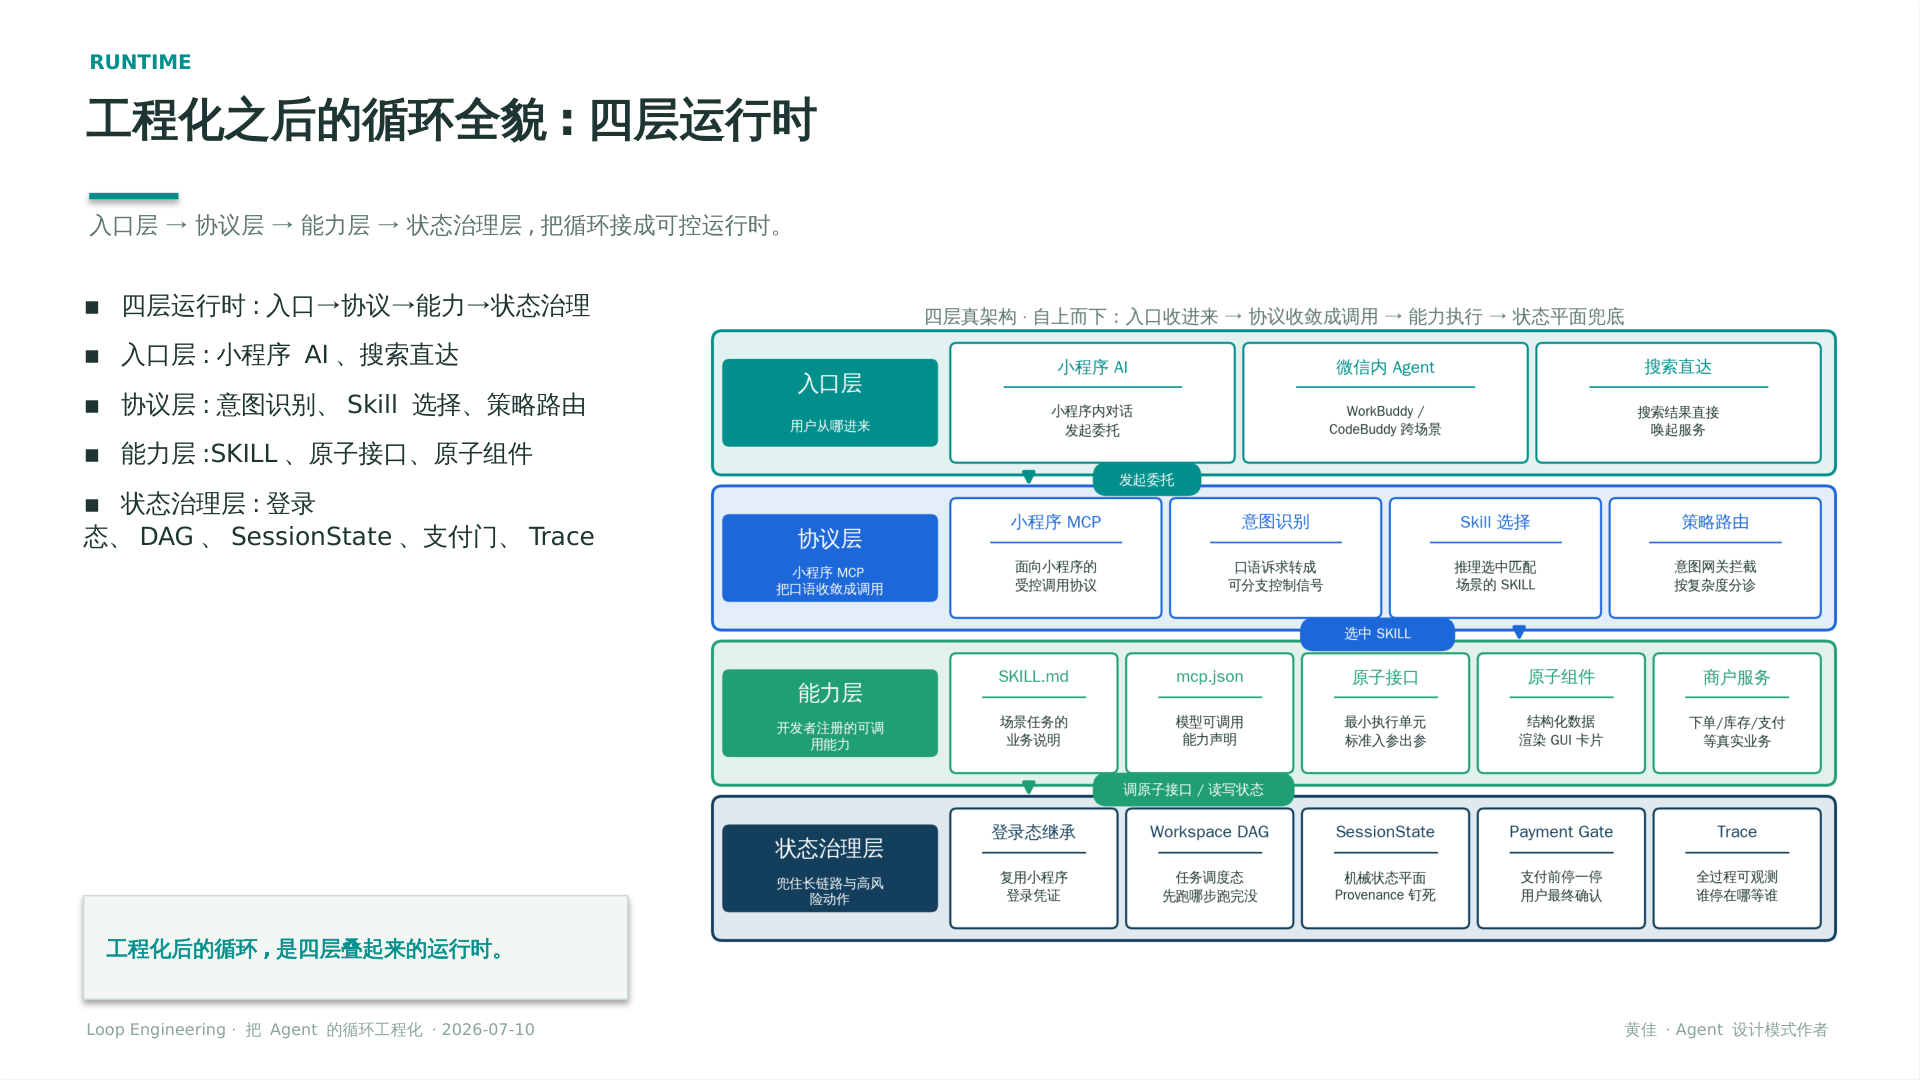 RUNTIME
工程化之后的循环全貌：四层运行时
入口层 → 协议层 → 能力层 → 状态治理层，把循环接成可控运行时。
■ 四层运行时：入口→协议→能力→状态治理
■ 入口层：小程序 AI、搜索直达
■ 协议层：意图识别、Skill 选择、策略路由
■ 能力层：SKILL、原子接口、原子组件
■ 状态治理层：登录
态、DAG、SessionState、支付门、Trace
工程化后的循环，是四层叠起来的运行时。
四层真架构 · 自上而下：入口收进来 → 协议收敛成调用 → 能力执行 → 状态平面兜底
入口层
用户从哪进来
小程序 AI
小程序内对话
发起委托
微信内 Agent
WorkBuddy /
CodeBuddy 跨场景
搜索直达
搜索结果直接
唤起服务
发起委托
协议层
小程序 MCP
把口语收敛成调用
小程序 MCP
面向小程序的
受控调用协议
意图识别
口语诉求转成
可分支控制信号
Skill 选择
推理选中匹配
场景的 SKILL
策略路由
意图网关拦截
按复杂度分诊
选中 SKILL
能力层
开发者注册的可调
用能力
SKILL.md
场景任务的
业务说明
mcp.json
模型可调用
能力声明
原子接口
最小执行单元
标准入参出参
原子组件
结构化数据
渲染 GUI 卡片
商户服务
下单/库存/支付
等真实业务
调原子接口 / 读写状态
状态治理层
兜住长链路与高风
险动作
登录态继承
复用小程序
登录凭证
Workspace DAG
任务调度态
先跑哪步跑完没
SessionState
机械状态平面
Provenance 钉死
Payment Gate
支付前停一停
用户最终确认
Trace
全过程可观测
谁停在哪等谁
Loop Engineering · 把 Agent 的循环工程化 · 2026-07-10
黄佳 · Agent 设计模式作者